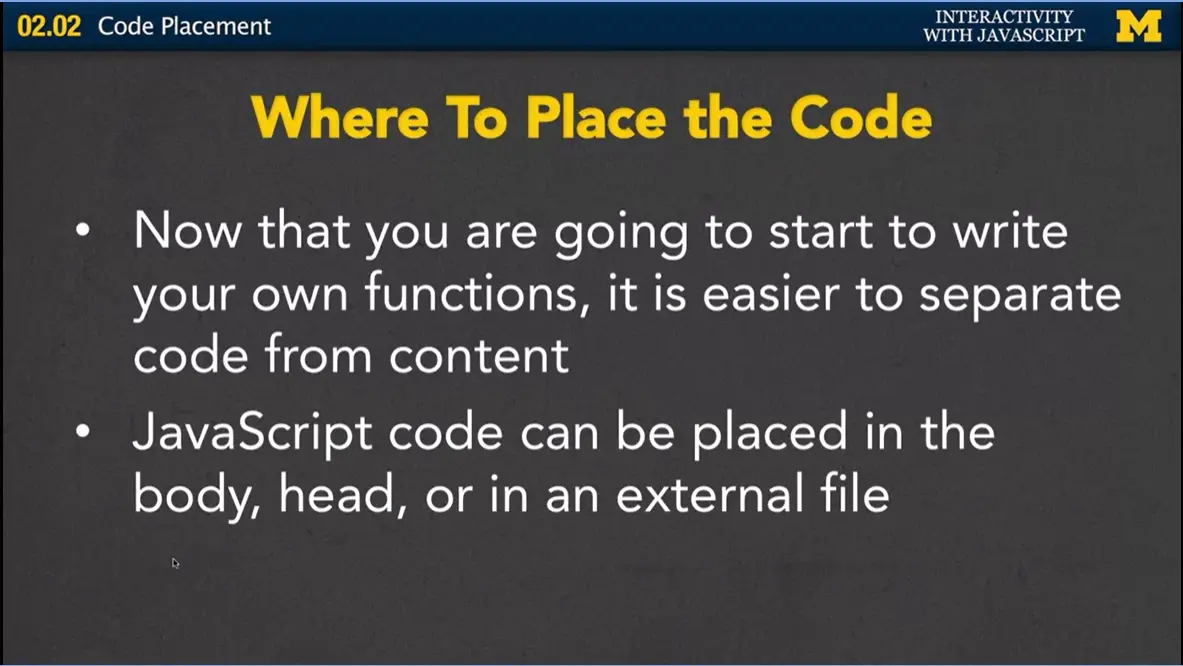 02.02 Code Placement
INTERACTIVITY
WITH JAVASCRIPT
M
Where To Place the Code
• Now that you are going to start to write
your own functions, it is easier to separate
code from content
• JavaScript code can be placed in the
body, head, or in an external file